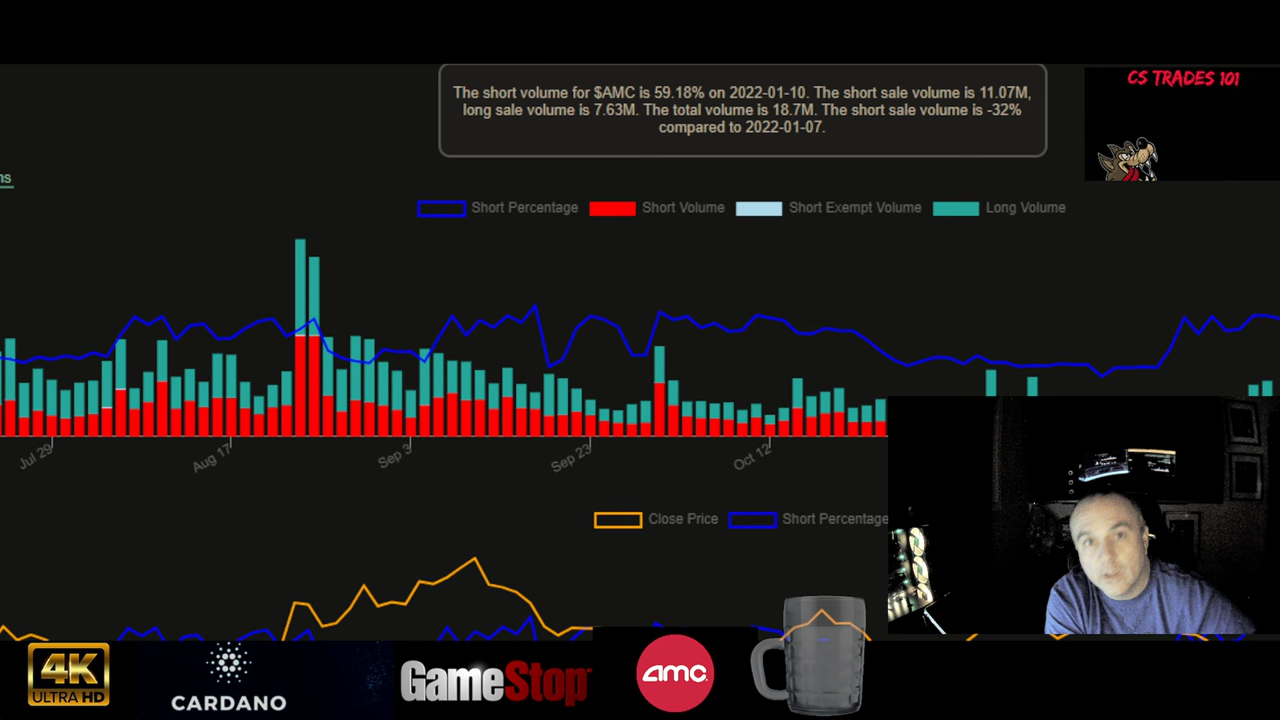 CS TRADES 101
The short volume for $AMC is 59.18% on 2022-01-10. The short sale volume is 11.07M,
long sale volume is 7.63M. The total volume is 18.7M. The short sale volume is -32%
compared to 2022-01-07.
ns
Short Percentage Short Volume Short Exempt Volume Long Volume
Jul 29 Aug 17 Sep 3 Sep 23 Oct 12
Close Price Short Percentage
4K
ULTRA HD
CARDANO
GameStop
amc